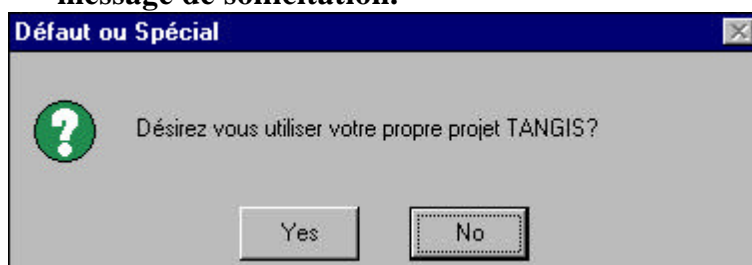 message de sollicitation.
Défaut ou Spécial
Désirez vous utiliser votre propre projet TANGIS?
Yes No